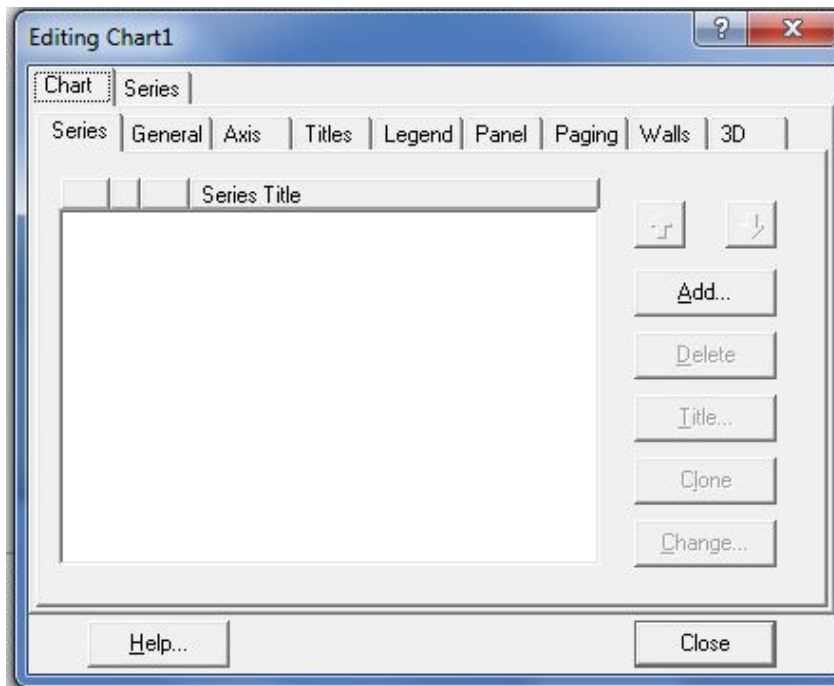 Editing Chart1
?
X
Chart Series
Series General Axis Titles Legend Panel Paging Walls 3D
Series Title
Add...
Delete
Title...
Clone
Change...
Help... Close